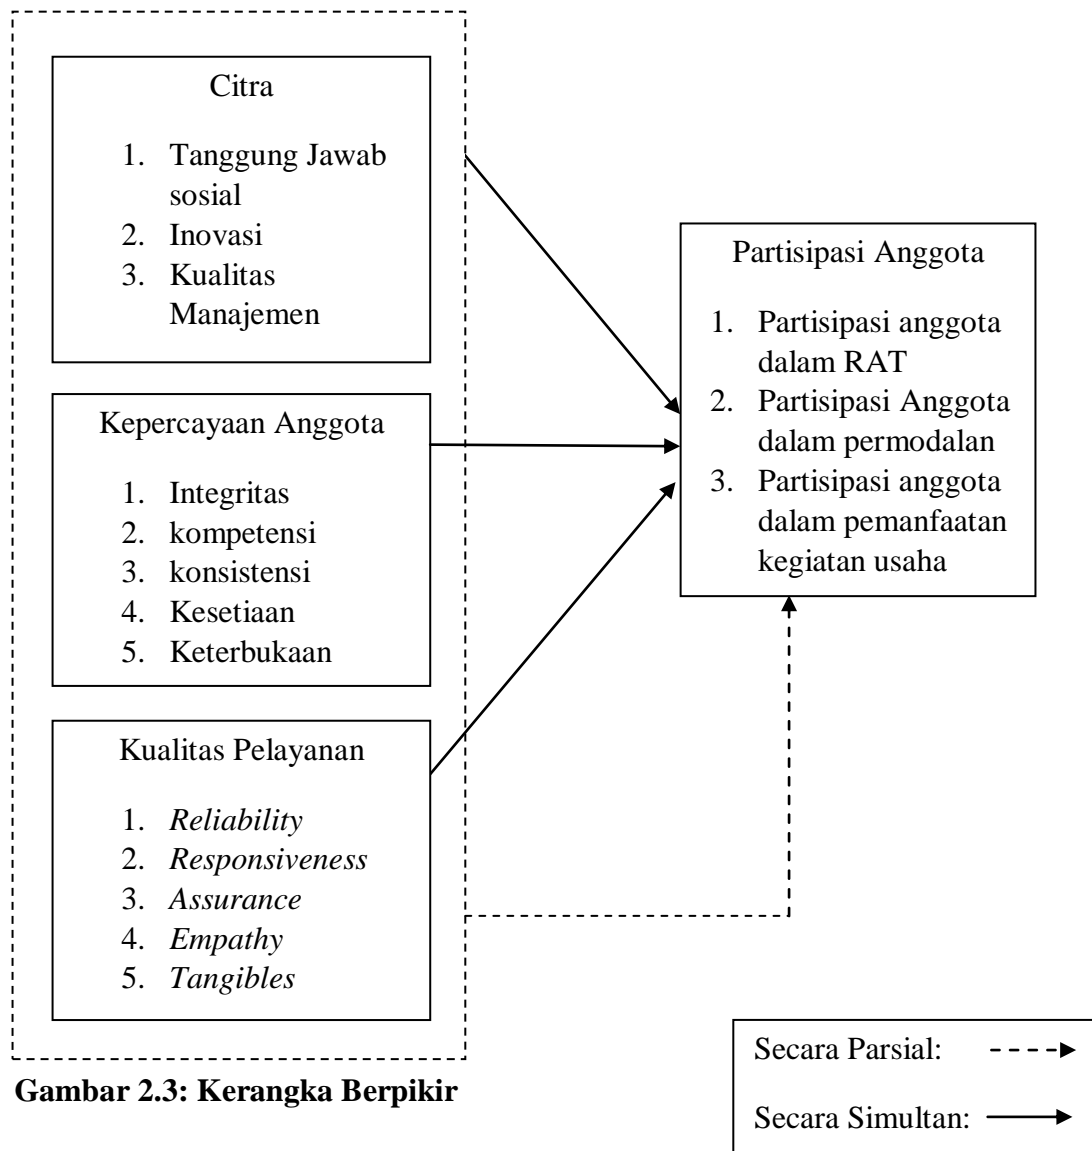 Citra
1. Tanggung Jawab
sosial
2. Inovasi
3. Kualitas
Manajemen
Kepercayaan Anggota
1. Integritas
2. kompetensi
3. konsistensi
4. Kesetiaan
5. Keterbukaan
Kualitas Pelayanan
1. Reliability
2. Responsiveness
3. Assurance
4. Empathy
5. Tangibles
Partisipasi Anggota
1. Partisipasi anggota
dalam RAT
2. Partisipasi Anggota
dalam permodalan
3. Partisipasi anggota
dalam pemanfaatan
kegiatan usaha
Secara Parsial:
Secara Simultan:
Gambar 2.3: Kerangka Berpikir